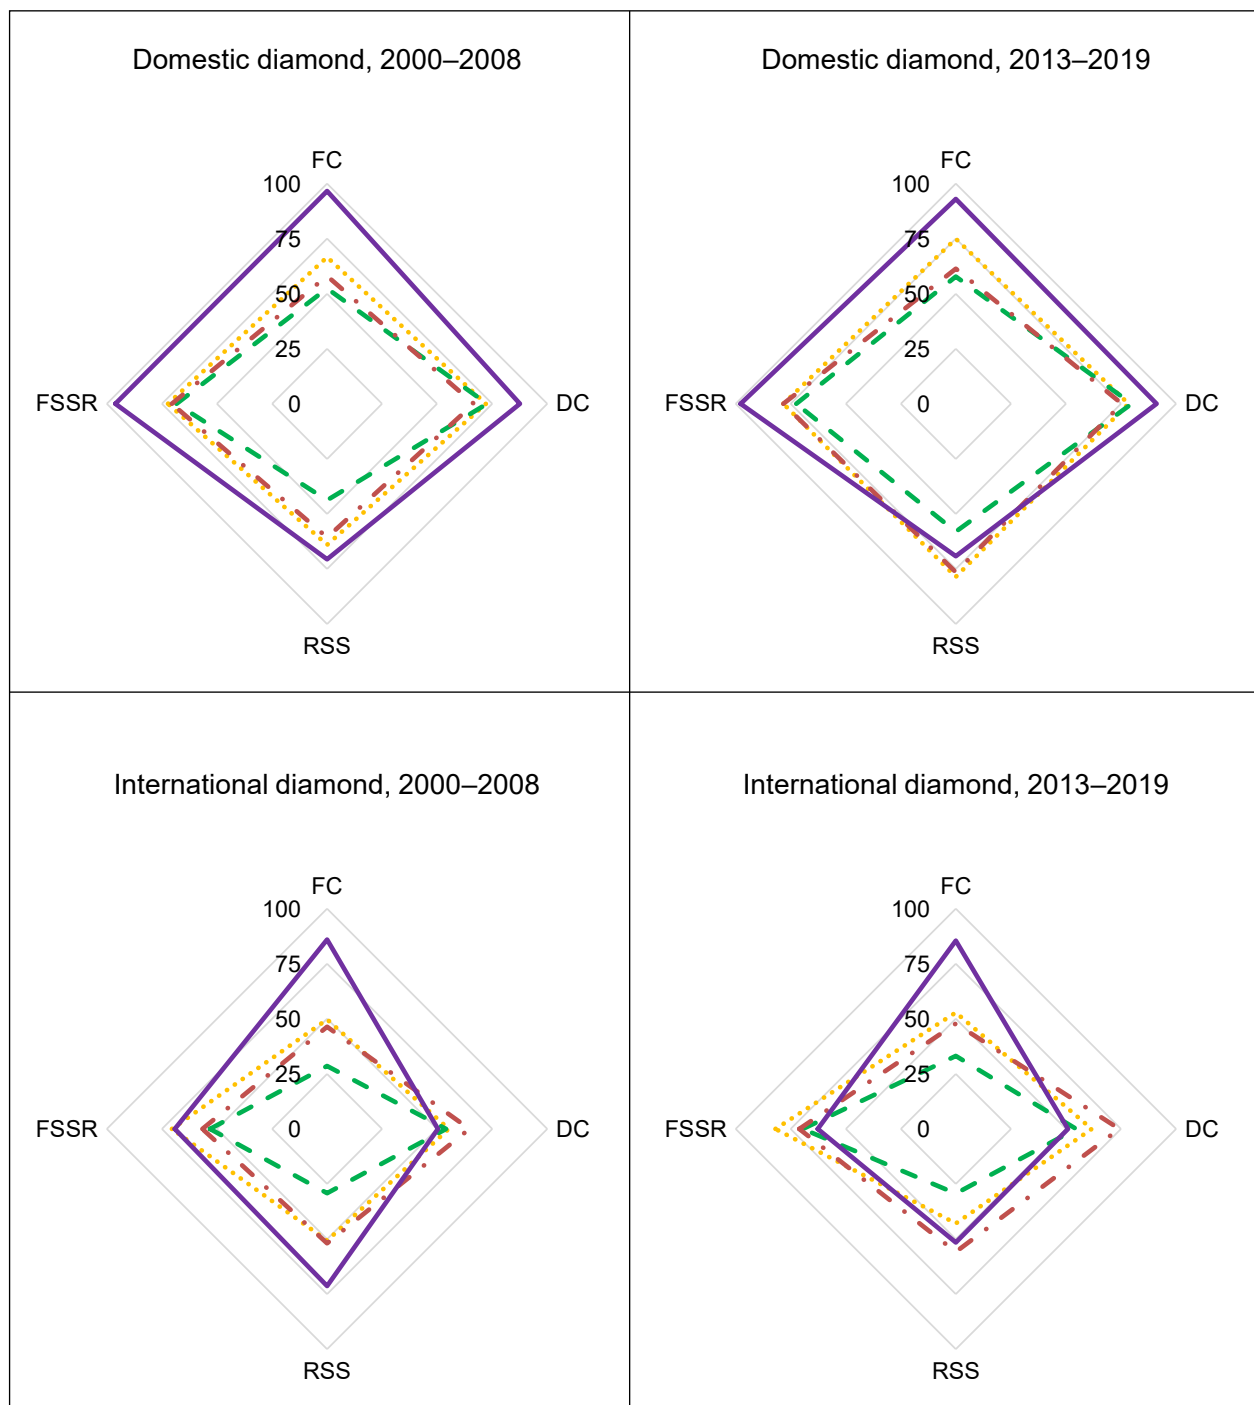 Domestic diamond, 2000–2008
FC
100
75
50
25
0
FSSR
DC
RSS
Domestic diamond, 2013–2019
FC
100
75
50
25
0
FSSR
DC
RSS
International diamond, 2000–2008
FC
100
75
50
25
0
FSSR
DC
RSS
International diamond, 2013–2019
FC
100
75
50
25
0
FSSR
DC
RSS